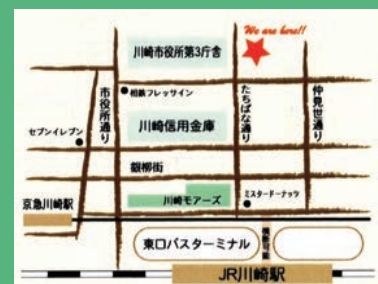 We are here!!
川崎市役所第3庁舎
市役所通り
相鉄フレッサイン
たちばな通り
仲見世通り
セブンイレブン
川崎信用金庫
銀柳街
川崎モアーズ
ミスタードーナッツ
京急川崎駅
東口バスターミナル
JR川崎駅